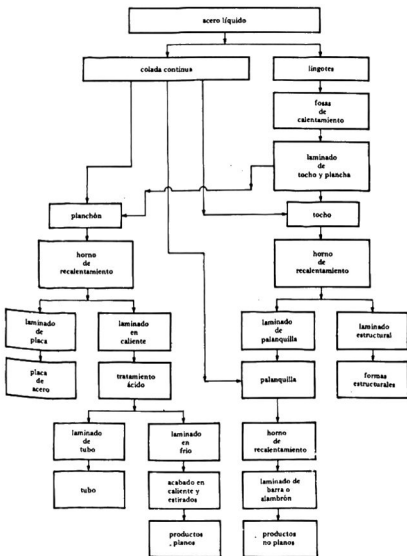 acero líquido
colada continua
lingotes
fosas
de
calentamiento
laminado
de
tocho y plancha
planchón
tocho
horno
de
recalentamiento
horno
de
recalentamiento
laminado
de
placa
laminado
en
caliente
laminado
de
palanquilla
laminado
estructural
placa
de
acero
tratamiento
ácido
palanquilla
formas
estructurales
laminado
de
tubo
laminado
en
frío
horno
de
recalentamiento
tubo
acabado en
caliente y
estirados
laminado de
barra o
alambrón
productos
planos
productos
no planos